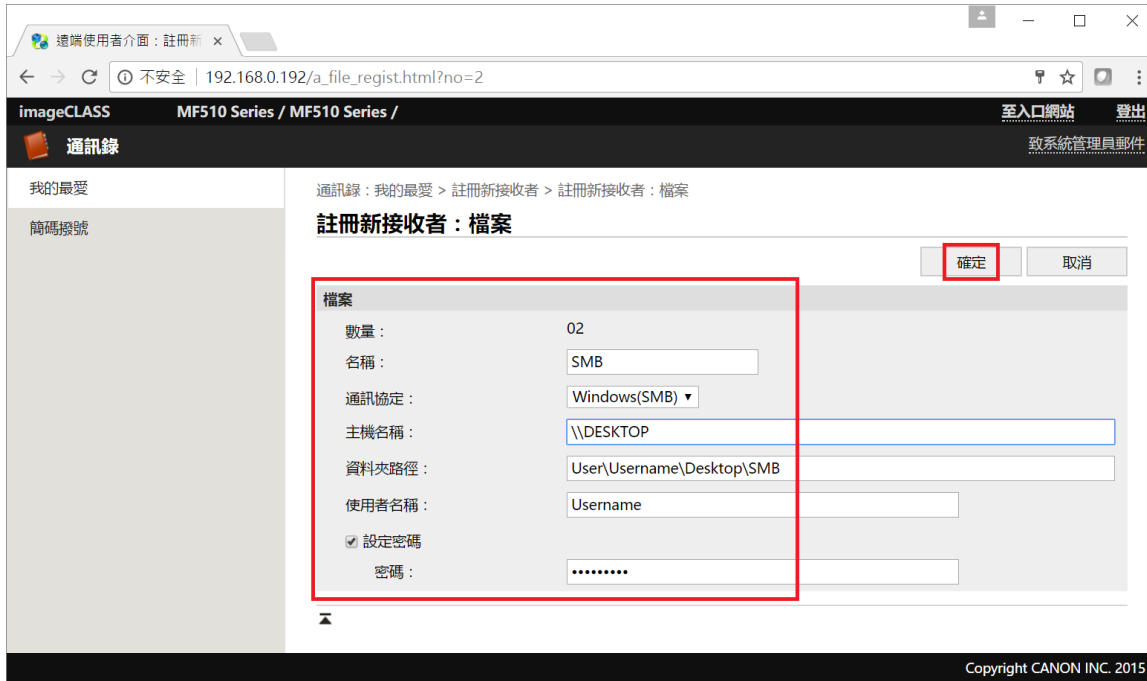 遠端使用者介面：註冊新
不安全 | 192.168.0.192/a_file_regist.html?no=2
imageCLASS MF510 Series / MF510 Series / 至入口網站 登出
通訊錄 致系統管理員郵件
我的最愛
簡碼撥號
通訊錄：我的最愛 > 註冊新接收者 > 註冊新接收者：檔案
註冊新接收者：檔案
確定 取消
檔案
數量： 02
名稱： SMB
通訊協定： Windows(SMB)
主機名稱： \\DESKTOP
資料夾路徑： User\Username\Desktop\SMB
使用者名稱： Username
設定密碼
密碼： •••••••••
Copyright CANON INC. 2015